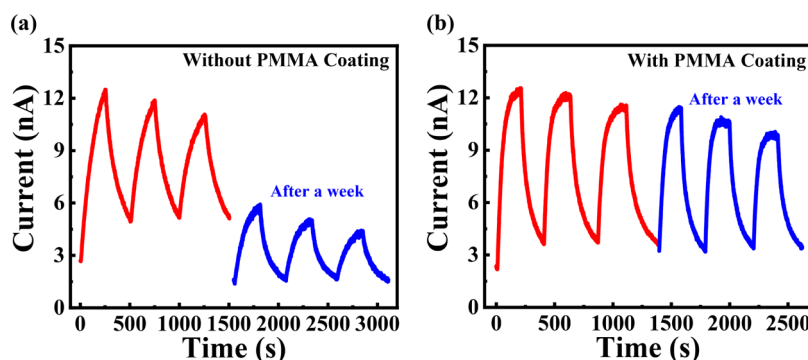 (a)
Without PMMA Coating
After a week
Current (nA)
15
12
9
6
3
0
0 500 1000 1500 2000 2500 3000
Time (s)
(b)
With PMMA Coating
After a week
Current (nA)
15
12
9
6
3
0
0 500 1000 1500 2000 2500
Time (s)